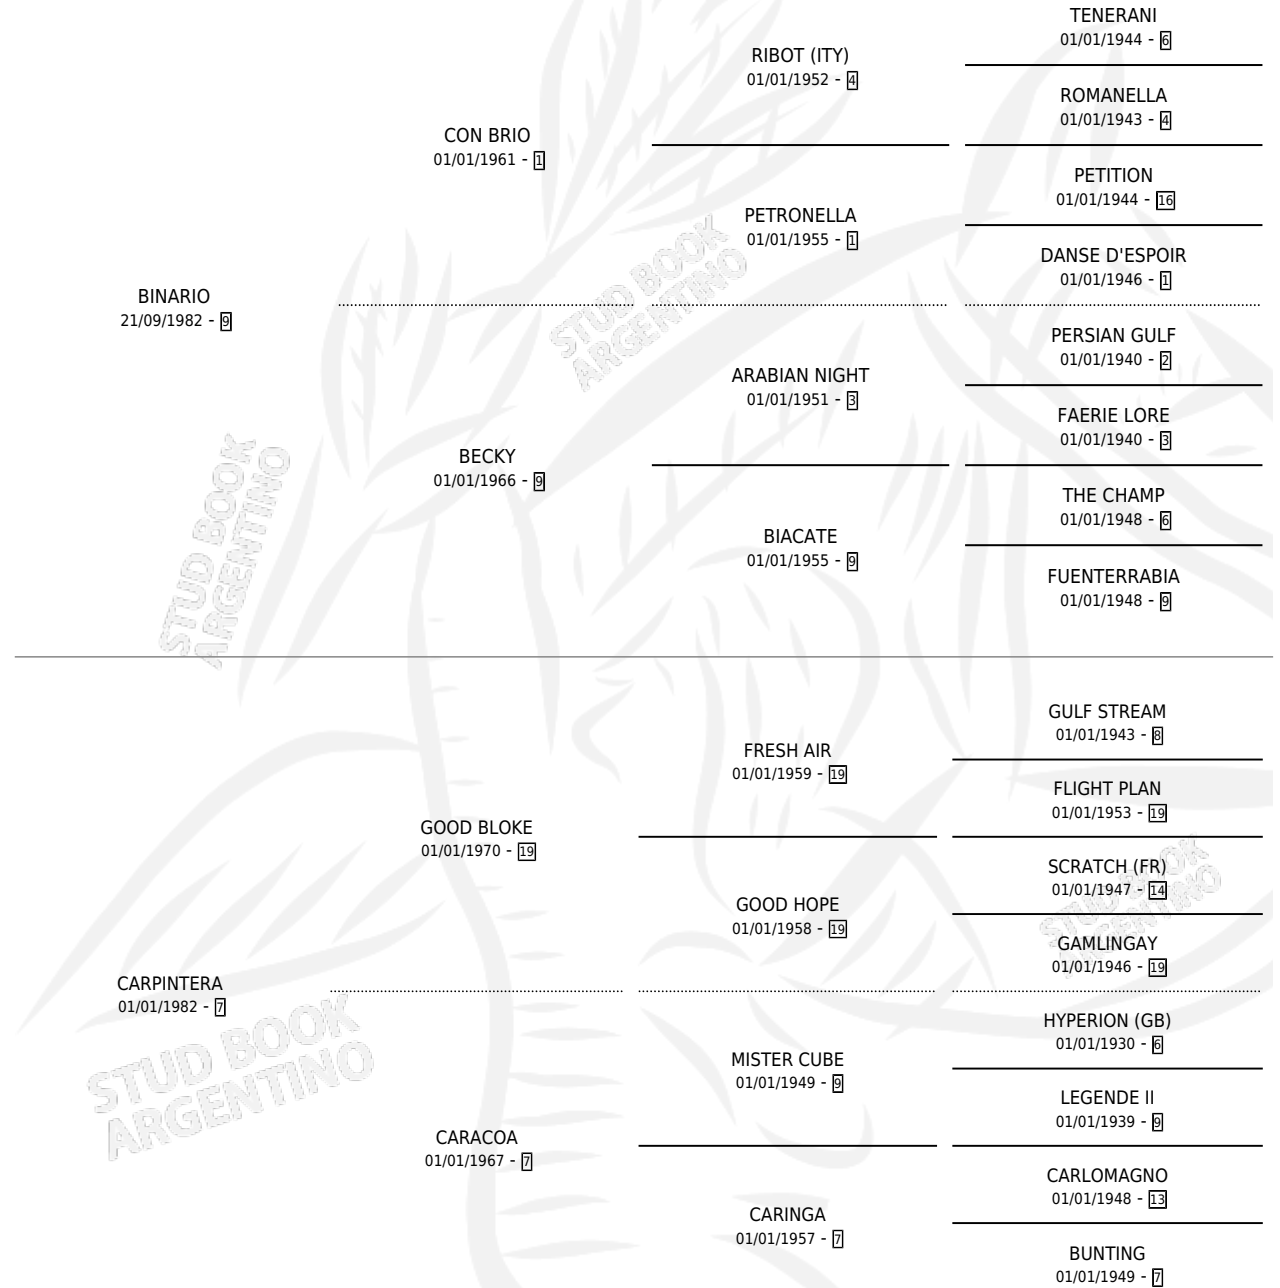 TENERANI
01/01/1944 - 6
RIBOT (ITY)
01/01/1952 - 4
ROMANELLA
01/01/1943 - 4
CON BRIO
01/01/1961 - 1
PETITION
01/01/1944 - 16
PETRONELLA
01/01/1955 - 1
DANSE D'ESPOIR
01/01/1946 - 1
BINARIO
21/09/1982 - 9
STUD BOOK
ARGENTINO
PERSIAN GULF
01/01/1940 - 2
ARABIAN NIGHT
01/01/1951 - 3
FAERIE LORE
01/01/1940 - 3
BECKY
01/01/1966 - 9
THE CHAMP
01/01/1948 - 6
BIACATE
01/01/1955 - 9
FUENTERRABIA
01/01/1948 - 9
STUD BOOK
ARGENTINO
GULF STREAM
01/01/1943 - 8
FRESH AIR
01/01/1959 - 19
FLIGHT PLAN
01/01/1953 - 19
GOOD BLOKE
01/01/1970 - 19
SCRATCH (FR)
01/01/1947 - 14
GOOD HOPE
01/01/1958 - 19
GAMLINGAY
01/01/1946 - 19
STUD BOOK
ARGENTINO
CARPINTERA
01/01/1982 - 7
HYPERION (GB)
01/01/1930 - 6
MISTER CUBE
01/01/1949 - 9
LEGENDE II
01/01/1939 - 9
STUD BOOK
ARGENTINO
CARACOA
01/01/1967 - 7
CARLOMAGNO
01/01/1948 - 13
CARINGA
01/01/1957 - 7
BUNTING
01/01/1949 - 7